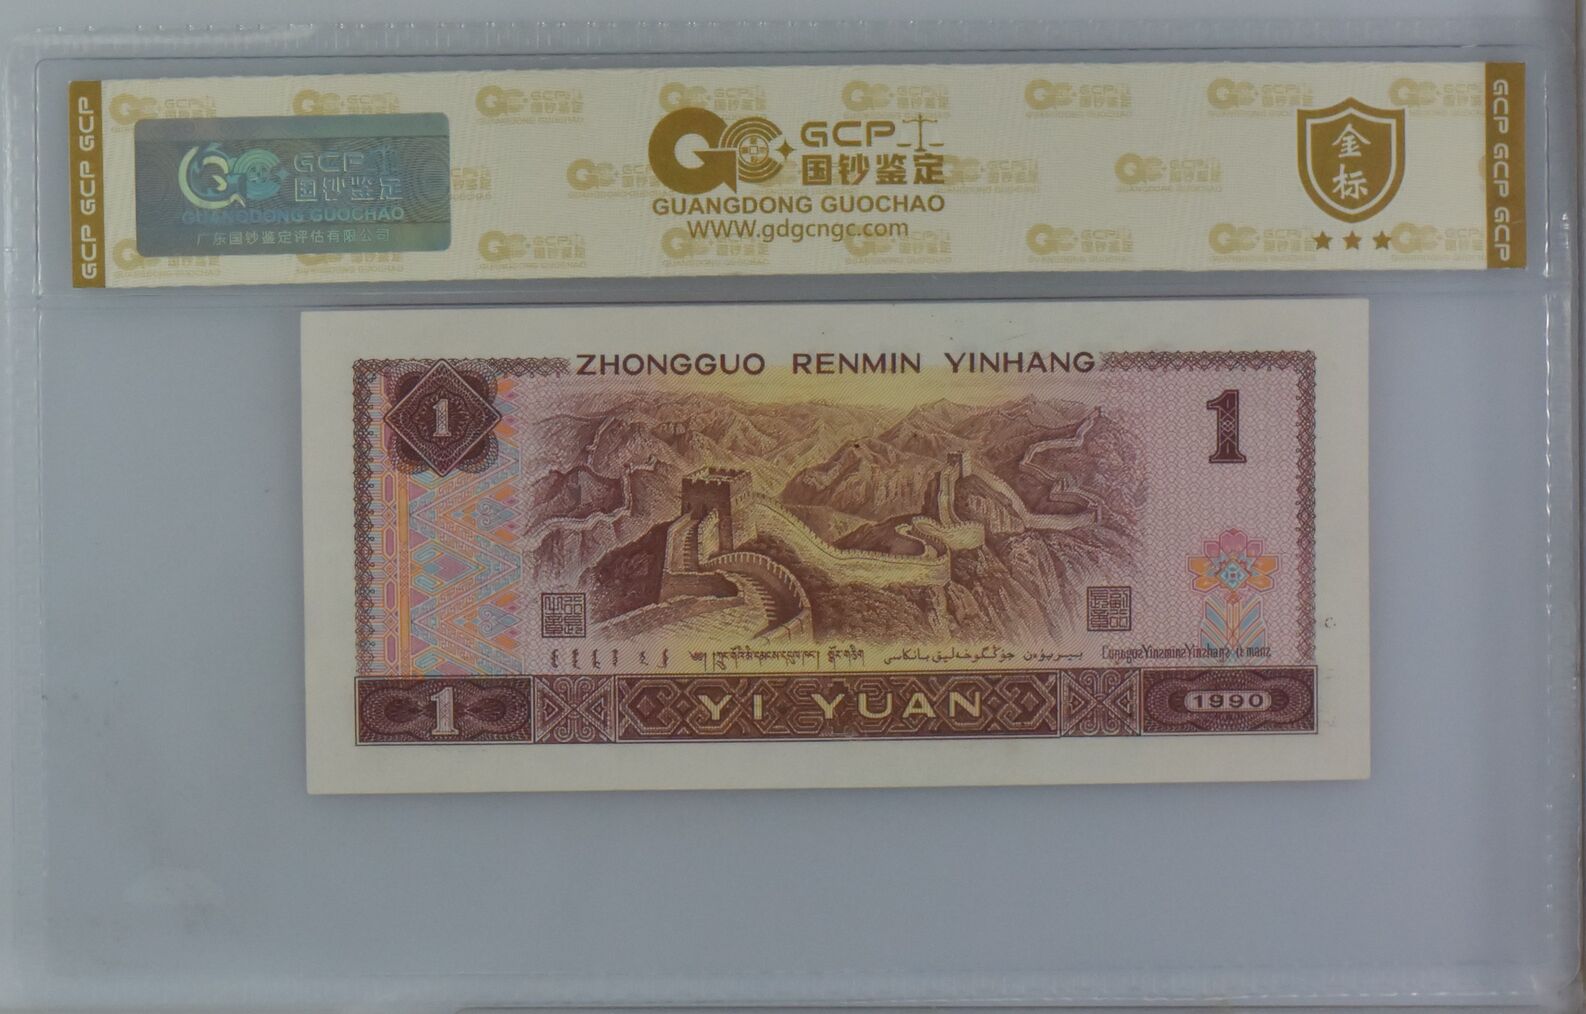 GCP GCP GCP
GCP
国钞鉴定
GUANGDONG GUOCHAO
广东国钞鉴定评估有限公司
GCP
国钞鉴定
GUANGDONG GUOCHAO
WWW.gdgcngc.com
金标
GCP GCP GCP
ZHONGGUO RENMIN YINHANG
1
1
1
YI YUAN
1990